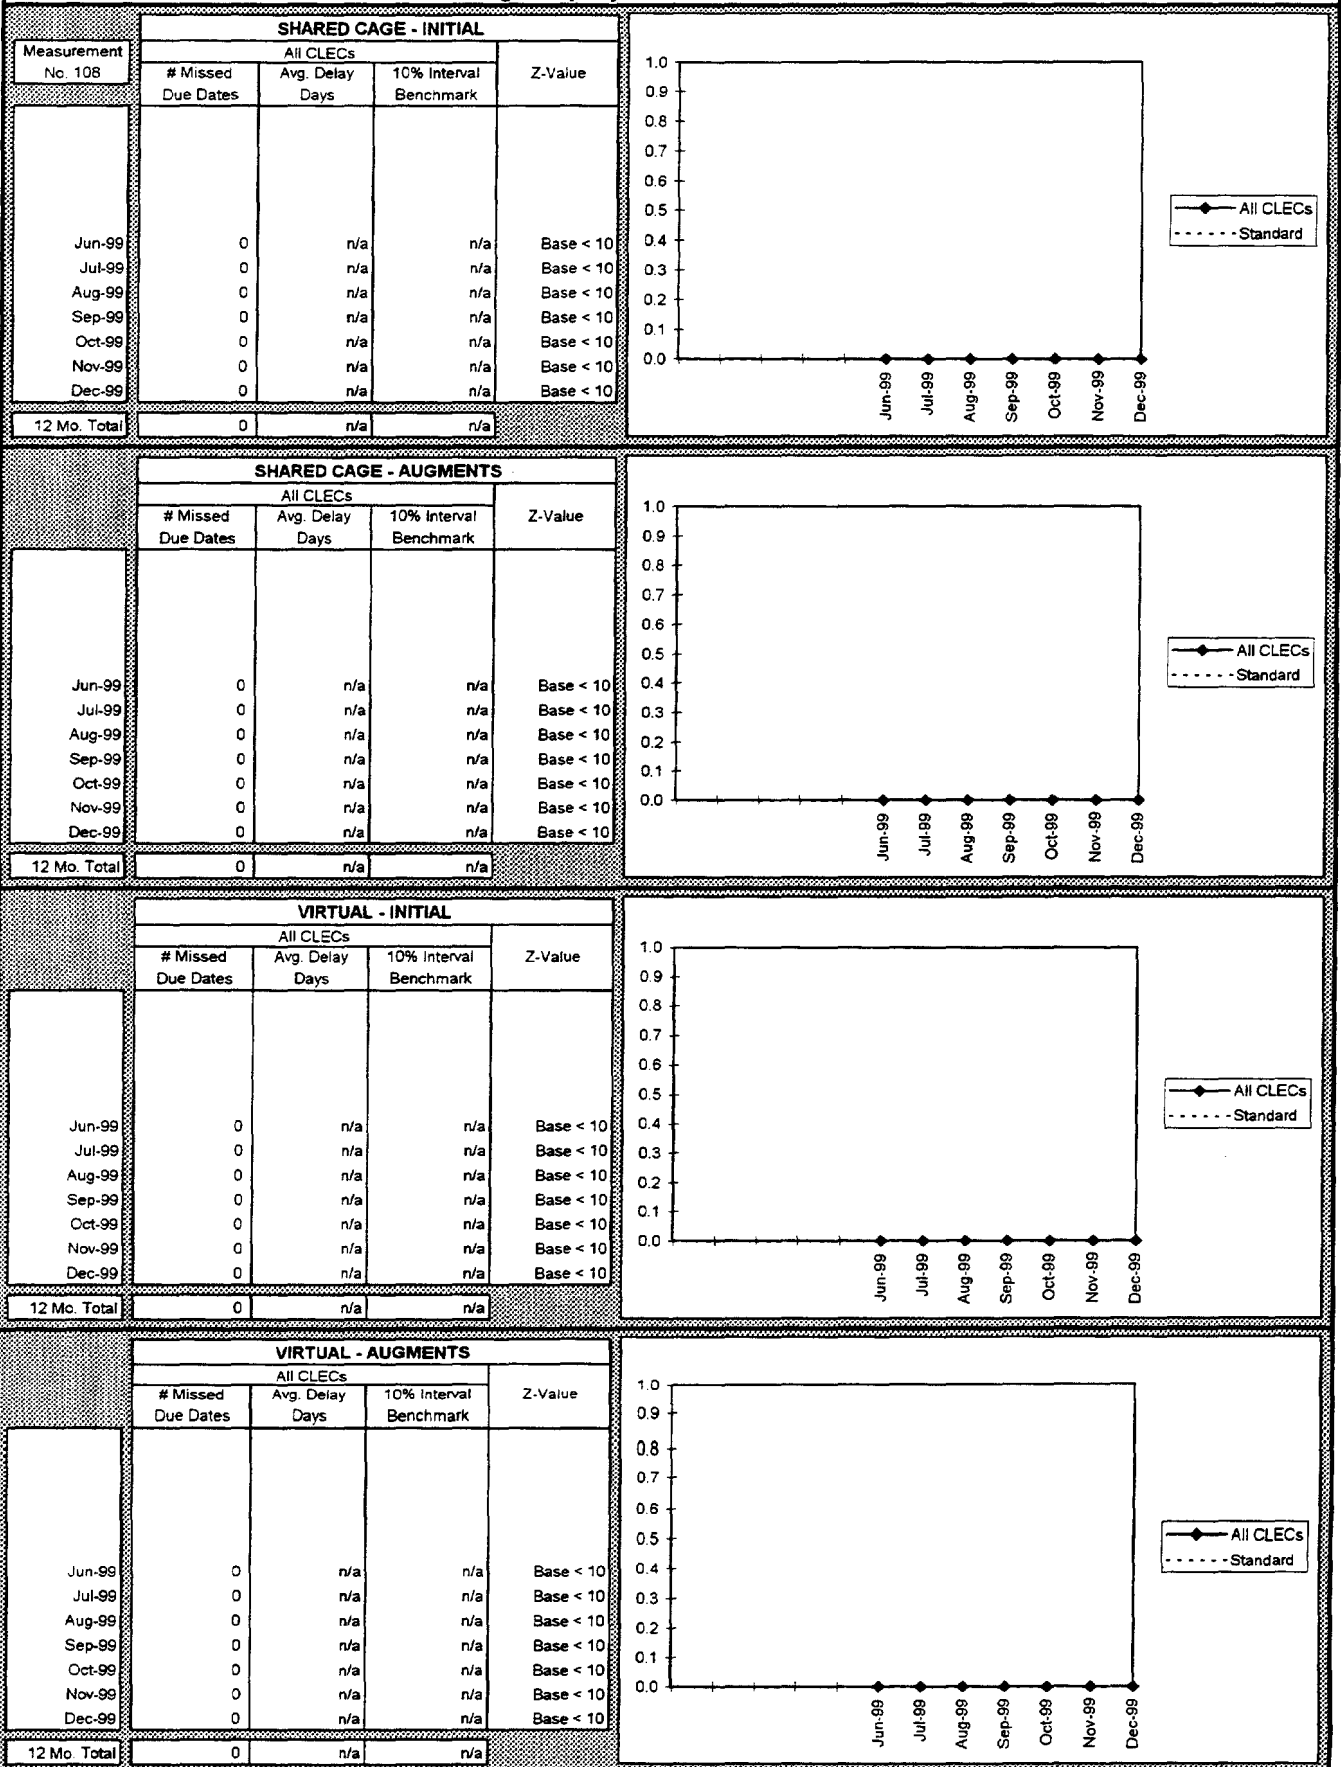 SHARED CAGE - INITIAL
Measurement
No. 108
All CLECs
# Missed Due Dates
Avg. Delay Days
10% Interval Benchmark
Z-Value
Jun-99 0 n/a n/a Base < 10
Jul-99 0 n/a n/a Base < 10
Aug-99 0 n/a n/a Base < 10
Sep-99 0 n/a n/a Base < 10
Oct-99 0 n/a n/a Base < 10
Nov-99 0 n/a n/a Base < 10
Dec-99 0 n/a n/a Base < 10
12 Mo. Total 0 n/a n/a
1.0
0.9
0.8
0.7
0.6
0.5
0.4
0.3
0.2
0.1
0.0
Jun-99 Jul-99 Aug-99 Sep-99 Oct-99 Nov-99 Dec-99
All CLECs
Standard
SHARED CAGE - AUGMENTS
All CLECs
# Missed Due Dates
Avg. Delay Days
10% Interval Benchmark
Z-Value
Jun-99 0 n/a n/a Base < 10
Jul-99 0 n/a n/a Base < 10
Aug-99 0 n/a n/a Base < 10
Sep-99 0 n/a n/a Base < 10
Oct-99 0 n/a n/a Base < 10
Nov-99 0 n/a n/a Base < 10
Dec-99 0 n/a n/a Base < 10
12 Mo. Total 0 n/a n/a
1.0
0.9
0.8
0.7
0.6
0.5
0.4
0.3
0.2
0.1
0.0
Jun-99 Jul-99 Aug-99 Sep-99 Oct-99 Nov-99 Dec-99
All CLECs
Standard
VIRTUAL - INITIAL
All CLECs
# Missed Due Dates
Avg. Delay Days
10% Interval Benchmark
Z-Value
Jun-99 0 n/a n/a Base < 10
Jul-99 0 n/a n/a Base < 10
Aug-99 0 n/a n/a Base < 10
Sep-99 0 n/a n/a Base < 10
Oct-99 0 n/a n/a Base < 10
Nov-99 0 n/a n/a Base < 10
Dec-99 0 n/a n/a Base < 10
12 Mo. Total 0 n/a n/a
1.0
0.9
0.8
0.7
0.6
0.5
0.4
0.3
0.2
0.1
0.0
Jun-99 Jul-99 Aug-99 Sep-99 Oct-99 Nov-99 Dec-99
All CLECs
Standard
VIRTUAL - AUGMENTS
All CLECs
# Missed Due Dates
Avg. Delay Days
10% Interval Benchmark
Z-Value
Jun-99 0 n/a n/a Base < 10
Jul-99 0 n/a n/a Base < 10
Aug-99 0 n/a n/a Base < 10
Sep-99 0 n/a n/a Base < 10
Oct-99 0 n/a n/a Base < 10
Nov-99 0 n/a n/a Base < 10
Dec-99 0 n/a n/a Base < 10
12 Mo. Total 0 n/a n/a
1.0
0.9
0.8
0.7
0.6
0.5
0.4
0.3
0.2
0.1
0.0
Jun-99 Jul-99 Aug-99 Sep-99 Oct-99 Nov-99 Dec-99
All CLECs
Standard